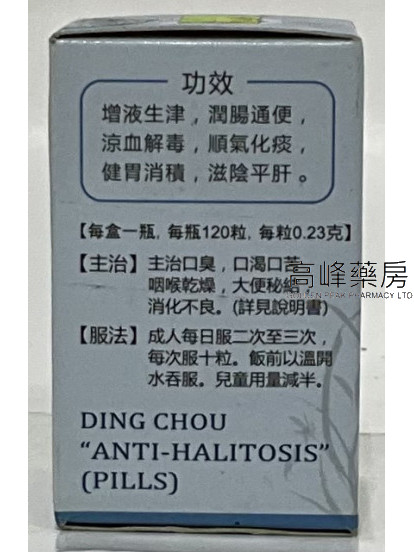 功效
增液生津，潤腸通便，
涼血解毒，順氣化痰，
健胃消積，滋陰平肝。
【每盒一瓶, 每瓶120粒, 每粒0.23克】
【主治】主治口臭，口渴口苦，
咽喉乾燥，大便秘結，
消化不良。(詳見說明書)
高峰藥房
PEAK PHARMACY LTD
【服法】成人每日服二次至三次，
每次服十粒。飯前以溫開
水吞服。兒童用量減半。
DING CHOU
“ANTI-HALITOSIS”
(PILLS)